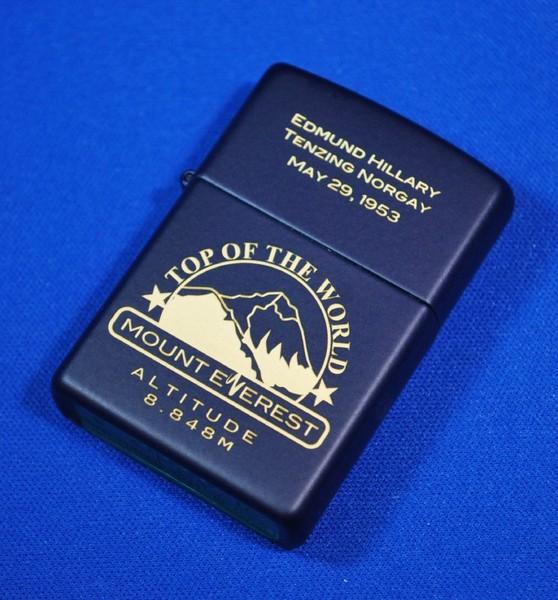 EDMUND HILLARY
TENZING NORGAY
MAY 29, 1953
TOP OF THE WORLD
MOUNT EVEREST
ALTITUDE
8.848M